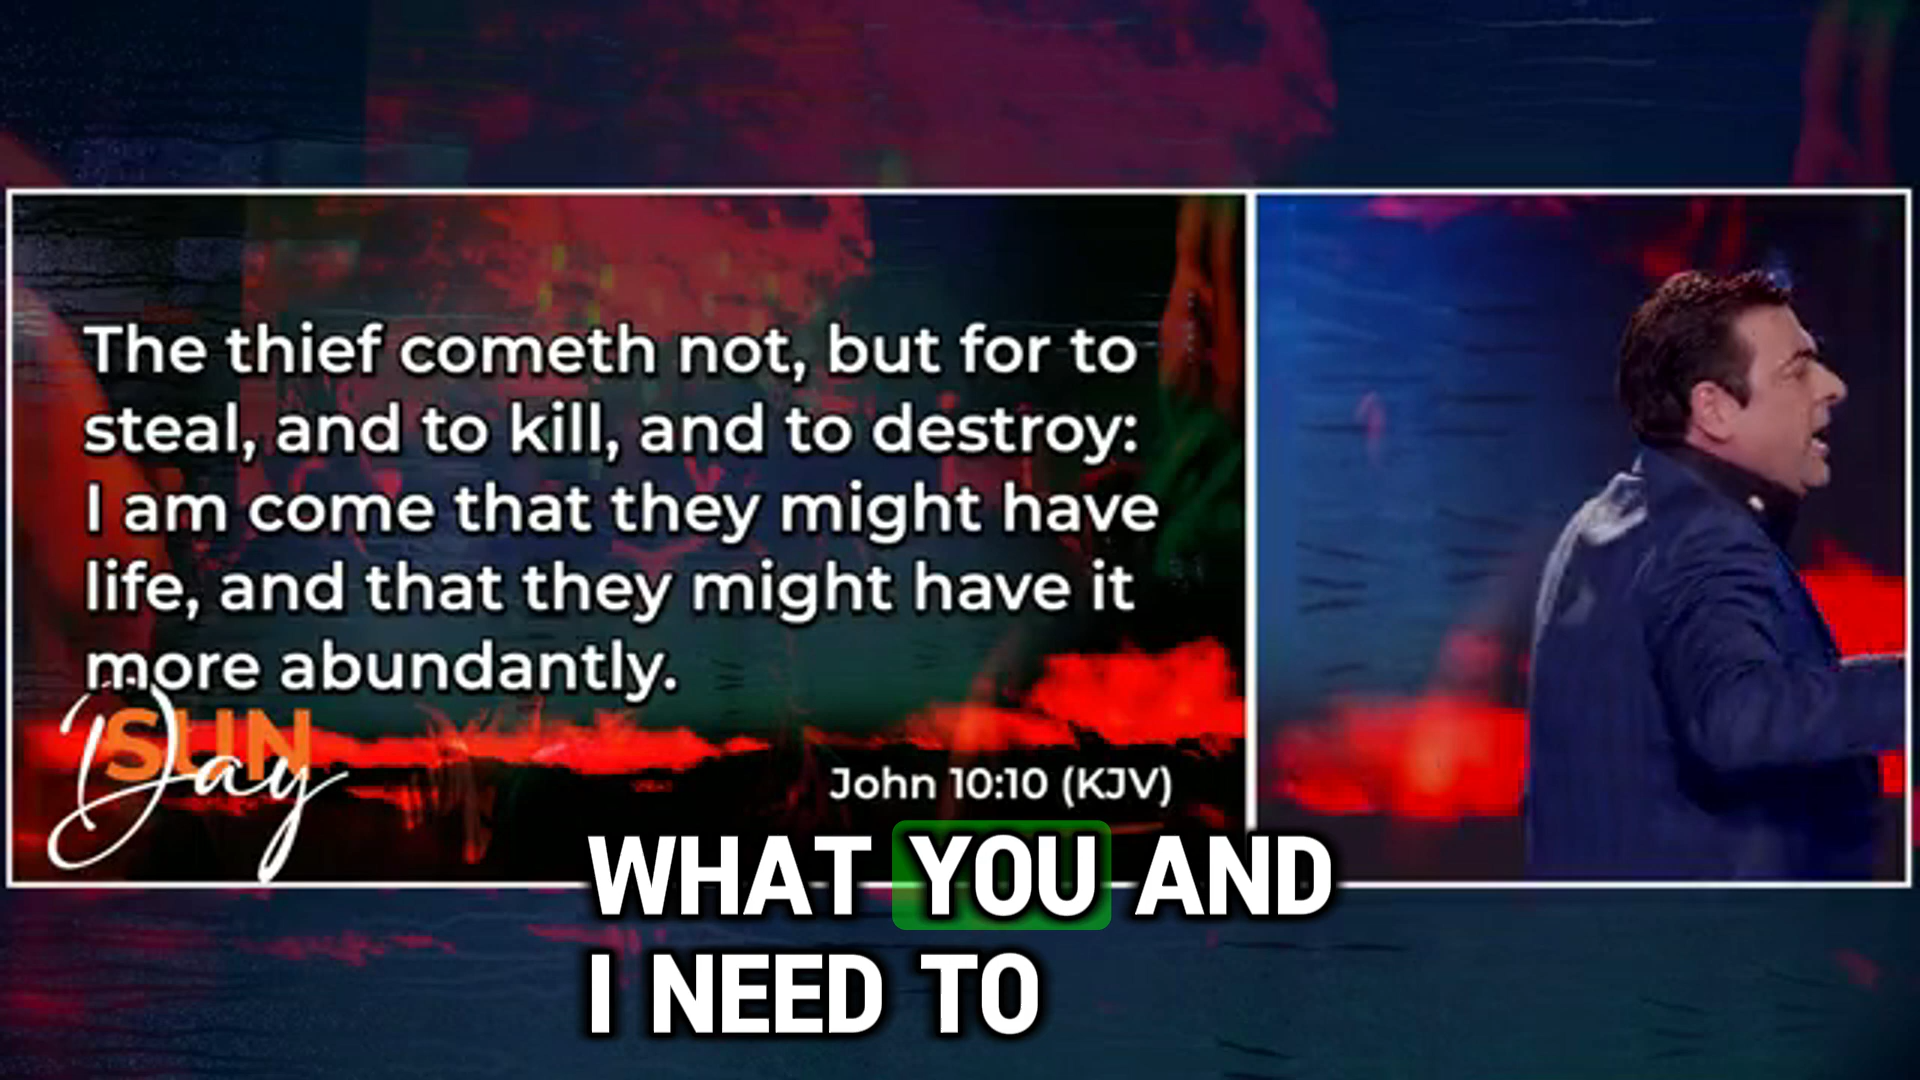 The thief cometh not, but for to
steal, and to kill, and to destroy:
I am come that they might have
life, and that they might have it
more abundantly.
SUN
Day
John 10:10 (KJV)
WHAT YOU AND
I NEED TO